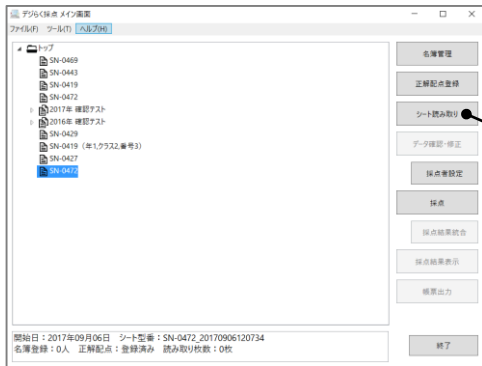 デジらく採点 メイン画面
ファイル(F) ツール(T) ヘルプ(H)
トップ
SN-0469
SN-0443
SN-0419
SN-0472
2017年 確認テスト
2016年 確認テスト
SN-0429
SN-0419 (年1,クラス2,番号3)
SN-0427
SN-0472
名簿管理
正解配点登録
シート読み取り
データ確認・修正
採点者設定
採点
採点結果統合
採点結果表示
帳票出力
終了
開始日：2017年09月06日 シート型番：SN-0472_20170906120734
名簿登録：0人 正解配点：登録済み 読み取り枚数：0枚